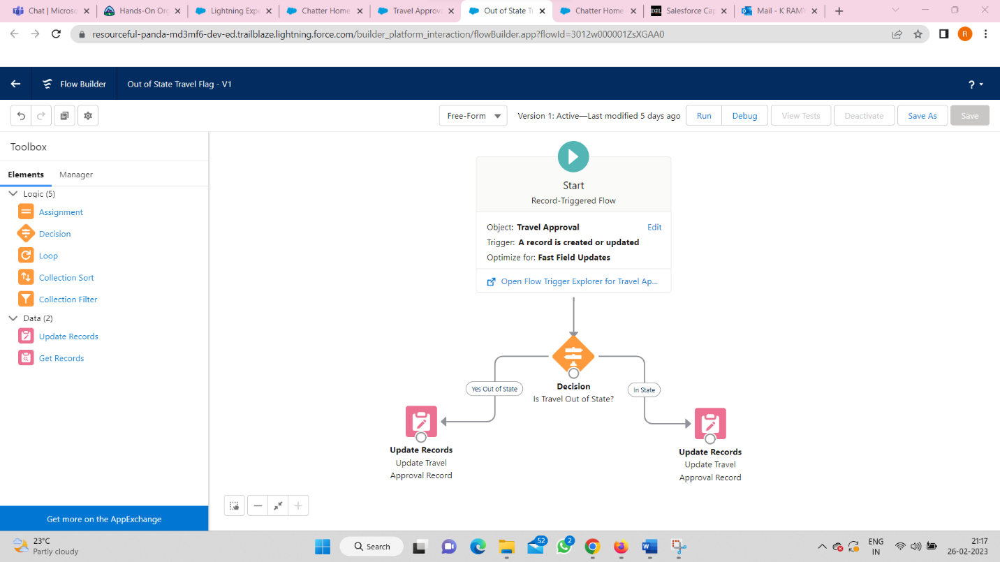 Chat | Microso
Hands-On Org
Lightning Expe
Chatter Home
Travel Approva
Out of State Tr
Chatter Home
D2L
Salesforce Cap
Mail - K RAMY
resourceful-panda-md3mf6-dev-ed.trailblaze.lightning.force.com/builder_platform_interaction/flowBuilder.app?flowId=3012w000001ZsXGAA0
R
Flow Builder
Out of State Travel Flag - V1
?
Free-Form
Version 1: Active—Last modified 5 days ago
Run
Debug
View Tests
Deactivate
Save As
Save
Toolbox
Elements
Manager
Logic (5)
Assignment
Decision
Loop
Collection Sort
Collection Filter
Data (2)
Update Records
Get Records
Get more on the AppExchange
Start
Record-Triggered Flow
Object: Travel Approval
Edit
Trigger: A record is created or updated
Optimize for: Fast Field Updates
Open Flow Trigger Explorer for Travel Ap...
Yes Out of State
Decision
Is Travel Out of State?
In State
Update Records
Update Travel
Approval Record
Update Records
Update Travel
Approval Record
23°C
Partly cloudy
Search
52
2
ENG
IN
21:17
26-02-2023